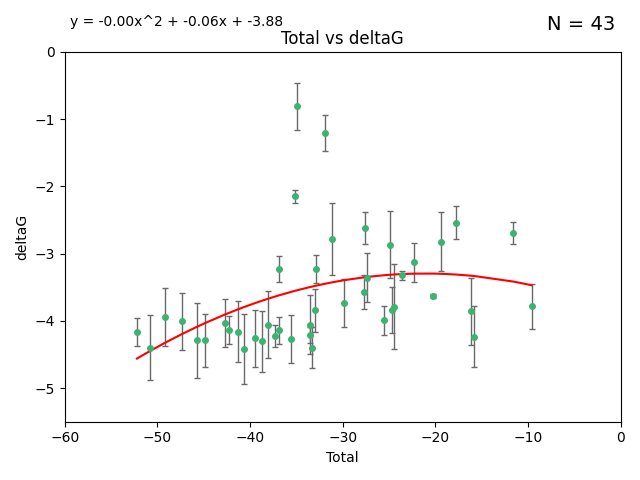 y = -0.00x^2 + -0.06x + -3.88
N = 43
Total vs deltaG
0
−1
−2
−3
−4
−5
deltaG
−60 −50 −40 −30 −20 −10 0
Total